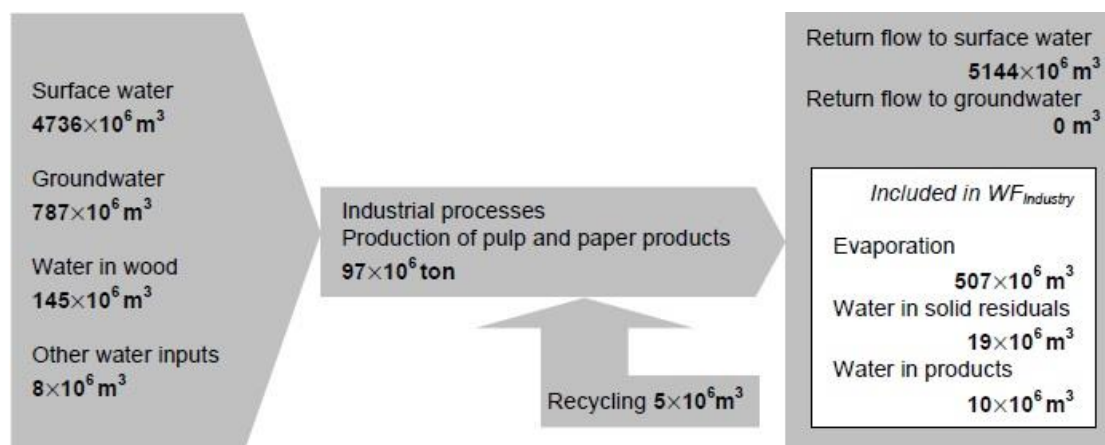 Surface water
4736×10⁶ m³
Groundwater
787×10⁶ m³
Water in wood
145×10⁶ m³
Other water inputs
8×10⁶ m³
Industrial processes
Production of pulp and paper products
97×10⁶ ton
Recycling 5×10⁶m³
Return flow to surface water
5144×10⁶ m³
Return flow to groundwater
0 m³
Included in WF_Industry
Evaporation
507×10⁶ m³
Water in solid residuals
19×10⁶ m³
Water in products
10×10⁶ m³